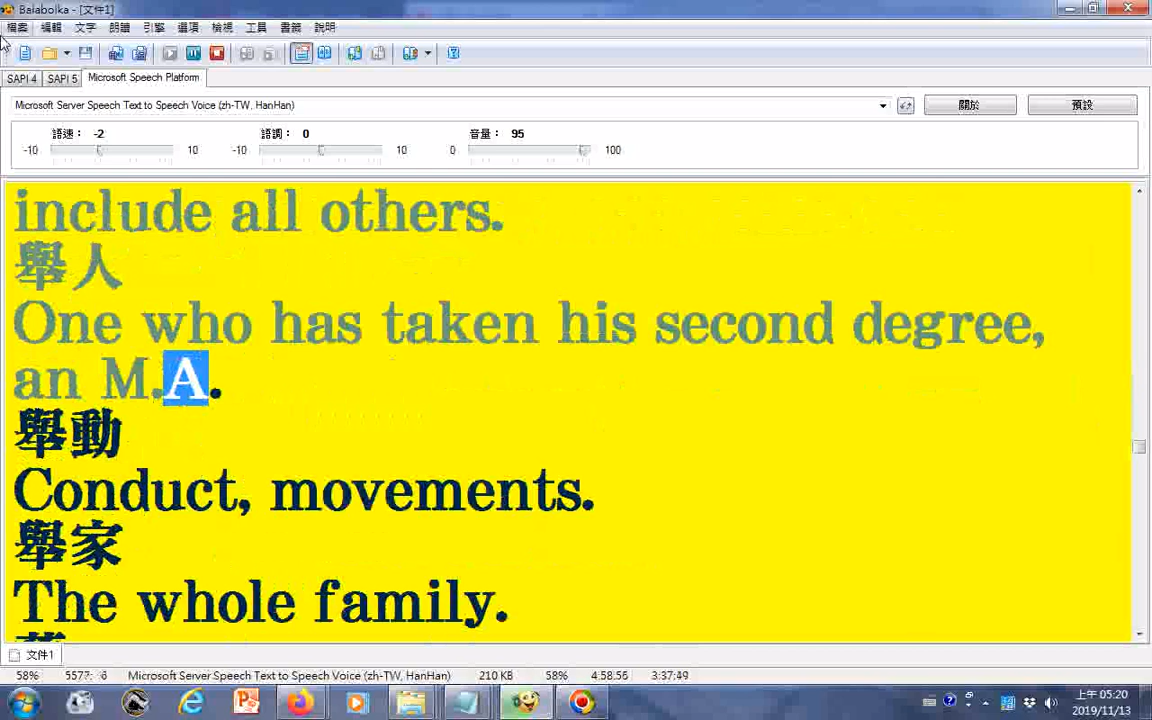 Balabolka - [文件1]
檔案 編輯 文字 朗讀 引擎 選項 檢視 工具 書籤 說明
SAPI 4 SAPI 5 Microsoft Speech Platform
Microsoft Server Speech Text to Speech Voice (zh-TW, HanHan) 關於 預設
語速： -2 語調： 0 音量： 95
-10 10 -10 10 0 100
include all others.
舉人
One who has taken his second degree,
an M.A.
舉動
Conduct, movements.
舉家
The whole family.
文件1
58% Microsoft Server Speech Text to Speech Voice (zh-TW, HanHan) 210 KB 58% 4:58:56 3:37:49
上午 05:20
2019/11/13